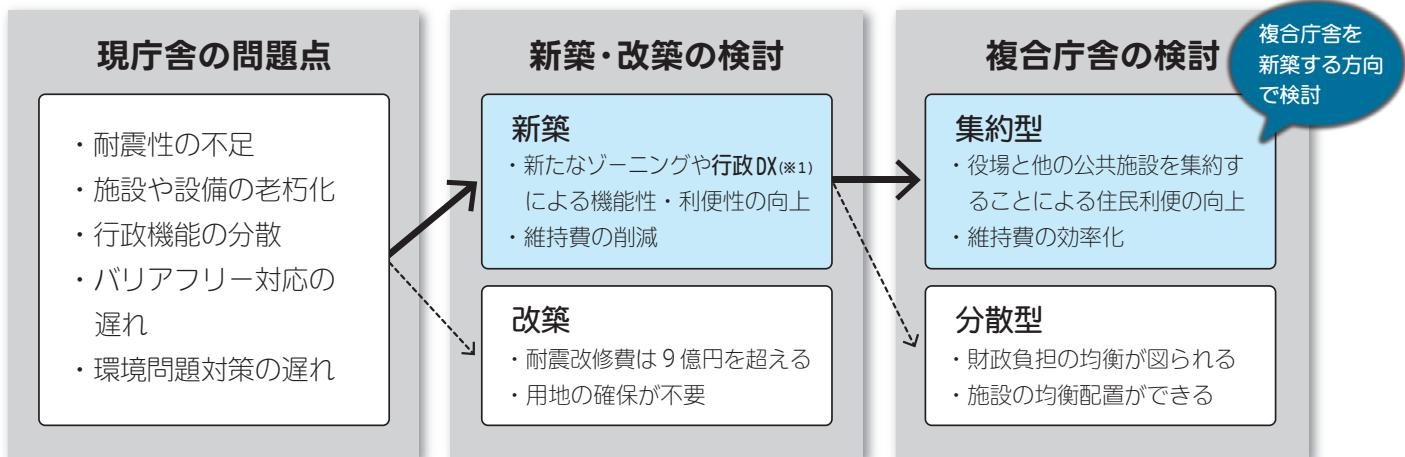 現庁舎の問題点
・耐震性の不足
・施設や設備の老朽化
・行政機能の分散
・バリアフリー対応の
遅れ
・環境問題対策の遅れ
新築・改築の検討
新築
・新たなゾーニングや行政DX(※1)
による機能性・利便性の向上
・維持費の削減
改築
・耐震改修費は9億円を超える
・用地の確保が不要
複合庁舎の検討
集約型
・役場と他の公共施設を集約す
ることによる住民利便の向上
・維持費の効率化
分散型
・財政負担の均衡が図られる
・施設の均衡配置ができる
複合庁舎を
新築する方向
で検討